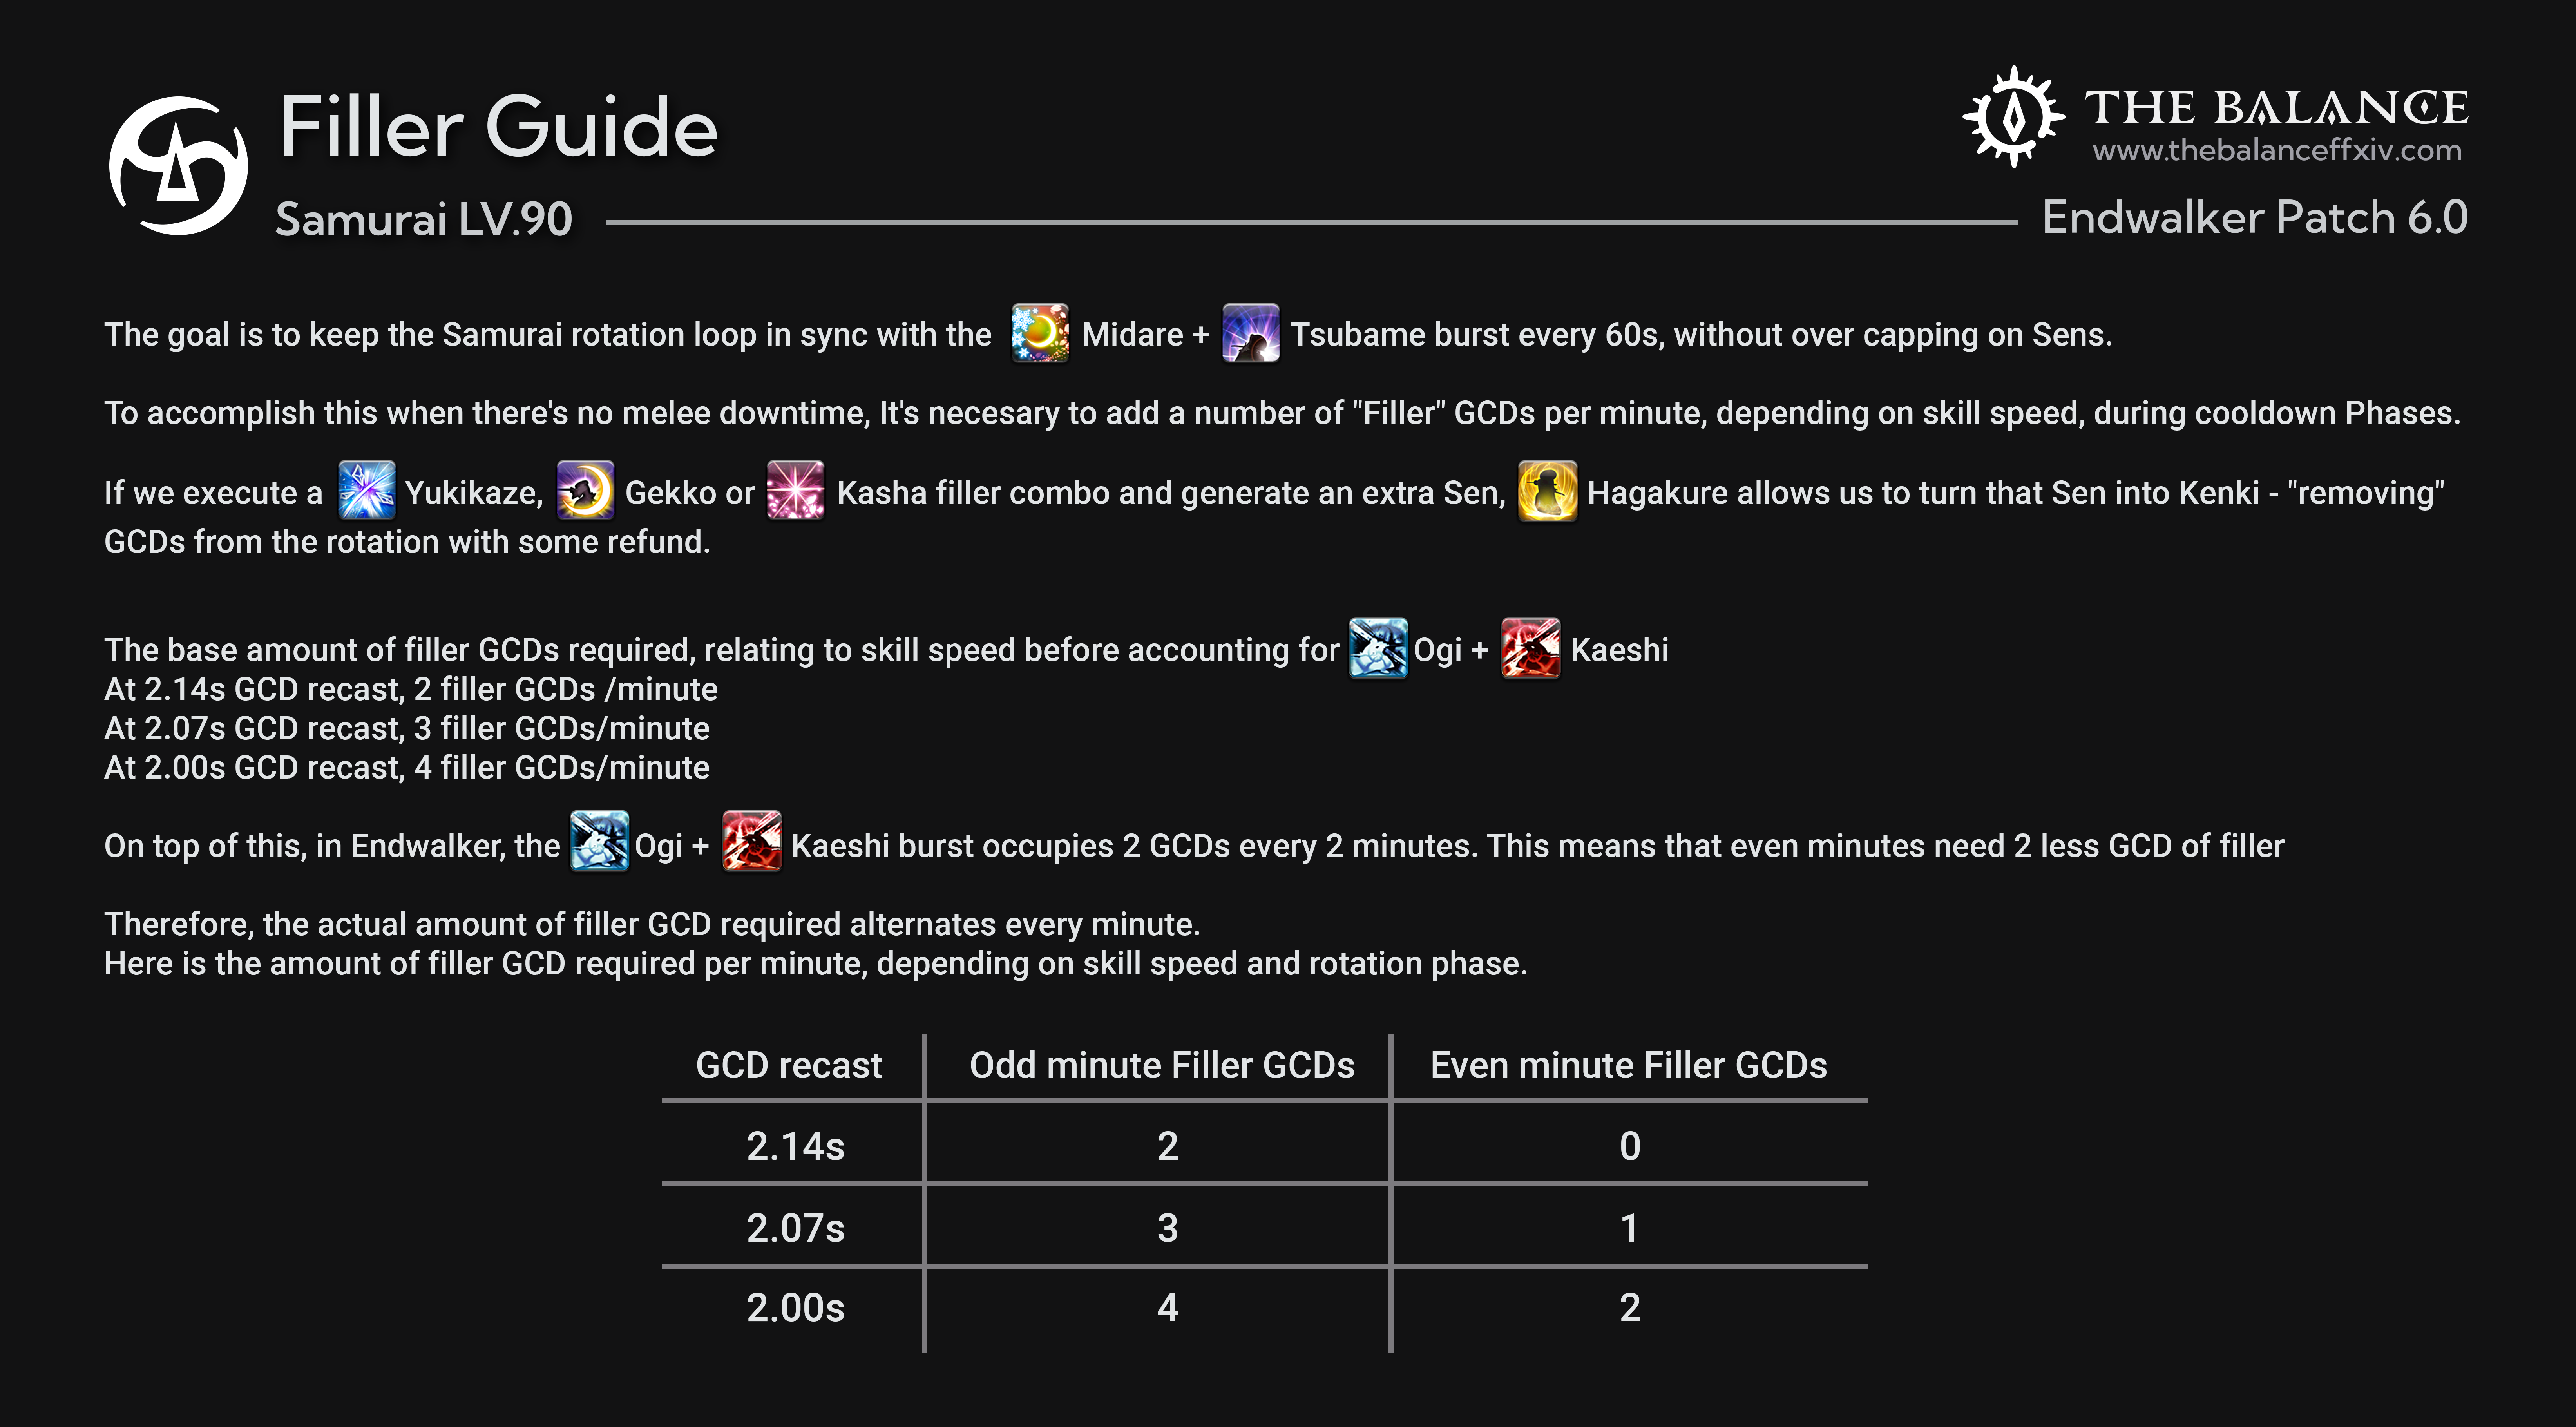 Filler Guide
THE BALANCE
www.thebalanceffxiv.com
Samurai LV.90
Endwalker Patch 6.0
The goal is to keep the Samurai rotation loop in sync with the Midare + Tsubame burst every 60s, without over capping on Sens.
To accomplish this when there's no melee downtime, It's necesary to add a number of "Filler" GCDs per minute, depending on skill speed, during cooldown Phases.
If we execute a Yukikaze, Gekko or Kasha filler combo and generate an extra Sen, Hagakure allows us to turn that Sen into Kenki - "removing"
GCDs from the rotation with some refund.
The base amount of filler GCDs required, relating to skill speed before accounting for Ogi + Kaeshi
At 2.14s GCD recast, 2 filler GCDs /minute
At 2.07s GCD recast, 3 filler GCDs/minute
At 2.00s GCD recast, 4 filler GCDs/minute
On top of this, in Endwalker, the Ogi + Kaeshi burst occupies 2 GCDs every 2 minutes. This means that even minutes need 2 less GCD of filler
Therefore, the actual amount of filler GCD required alternates every minute.
Here is the amount of filler GCD required per minute, depending on skill speed and rotation phase.
GCD recast Odd minute Filler GCDs Even minute Filler GCDs
2.14s 2 0
2.07s 3 1
2.00s 4 2